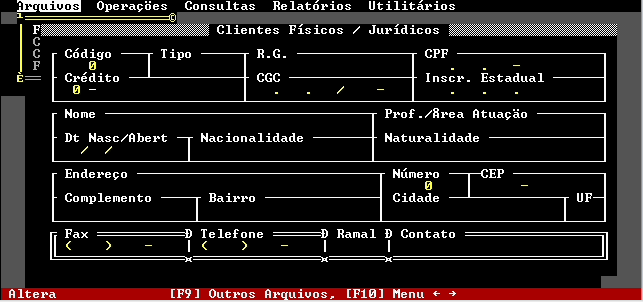 Arquivos Operações Consultas Relatórios Utilitários
Clientes Físicos / Jurídicos
F
C
C
F
Código Tipo R.G. CPF
0 . . -
Crédito CGC Inscr. Estadual
0 - . . / - . . .
Nome Prof./Área Atuação
Dt Nasc/Abert Nacionalidade Naturalidade
/ /
Endereço Número CEP
0 -
Complemento Bairro Cidade UF
Fax Telefone Ramal Contato
( ) - ( ) -
Altera [F9] Outros Arquivos, [F10] Menu ← →